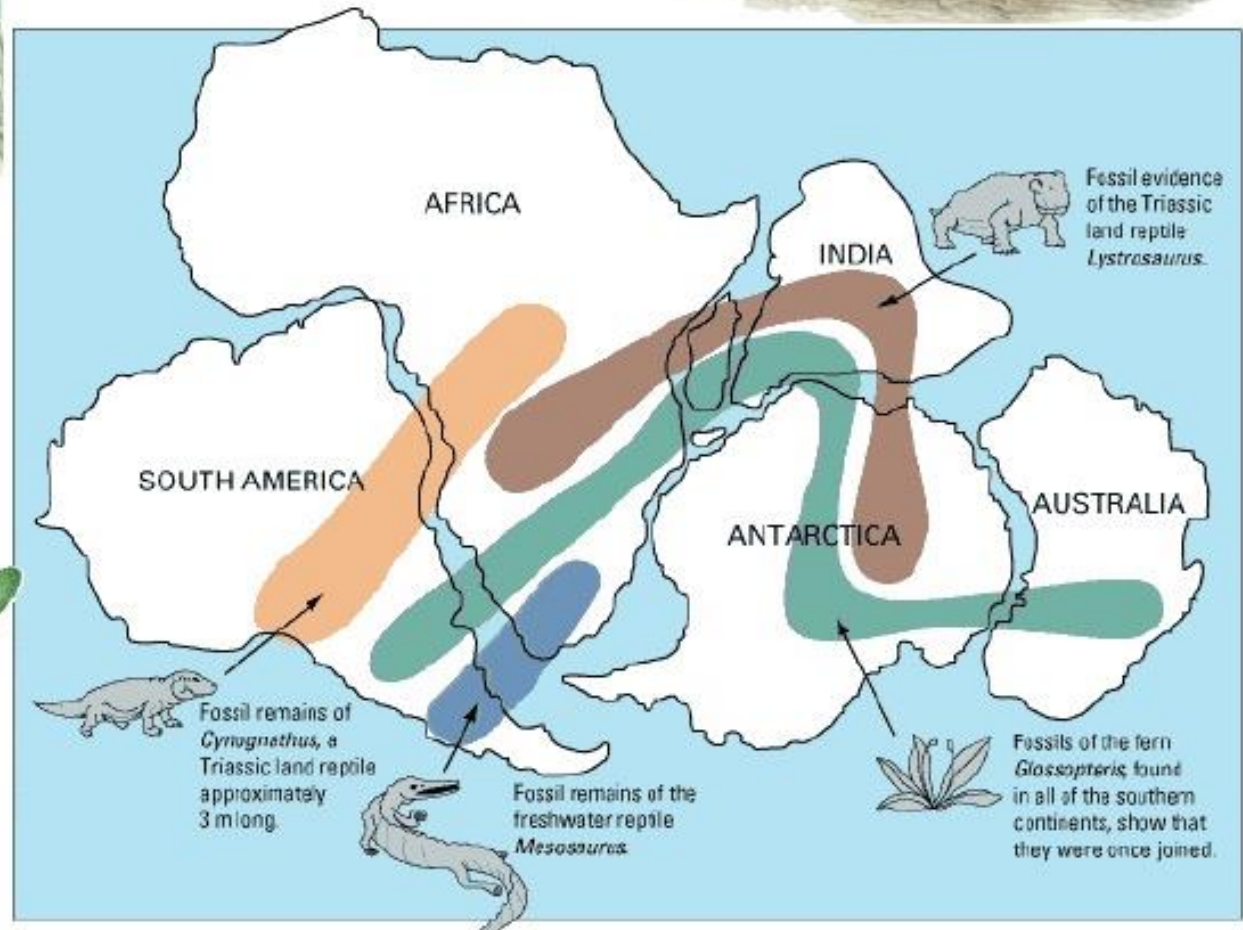 AFRICA
INDIA
Fossil evidence
of the Triassic
land reptile
Lystrosaurus.
SOUTH AMERICA
ANTARCTICA
AUSTRALIA
Fossil remains of
Cynognathus, a
Triassic land reptile
approximately
3 m long.
Fossil remains of the
freshwater reptile
Mesosaurus.
Fossils of the fern
Glossopteris, found
in all of the southern
continents, show that
they were once joined.